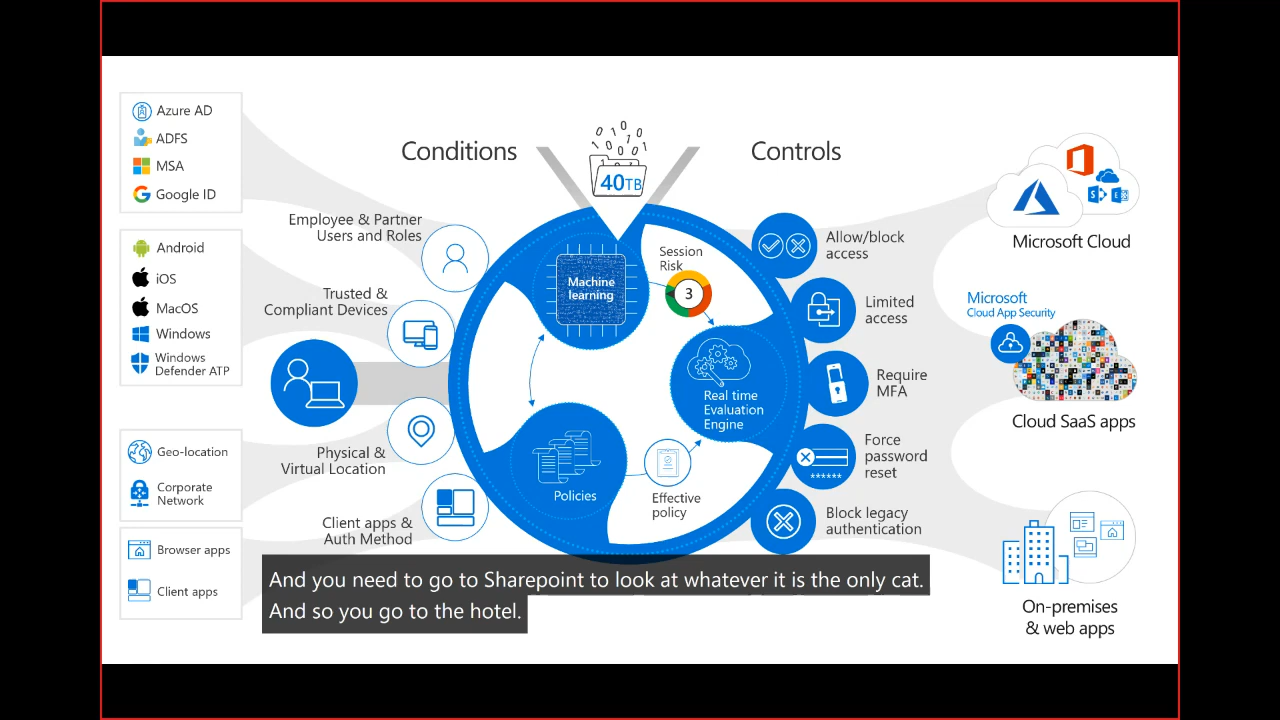 Azure AD
ADFS
MSA
Google ID
Android
iOS
MacOS
Windows
Windows
Defender ATP
Geo-location
Corporate
Network
Browser apps
Client apps
Conditions
Employee & Partner
Users and Roles
Trusted &
Compliant Devices
Physical &
Virtual Location
Client apps &
Auth Method
40TB
Machine
learning
Session
Risk
3
Real time
Evaluation
Engine
Policies
Effective
policy
Controls
Allow/block
access
Limited
access
Require
MFA
Force
password
reset
******
Block legacy
authentication
Microsoft Cloud
Microsoft
Cloud App Security
Cloud SaaS apps
On-premises
& web apps
And you need to go to Sharepoint to look at whatever it is the only cat.
And so you go to the hotel.